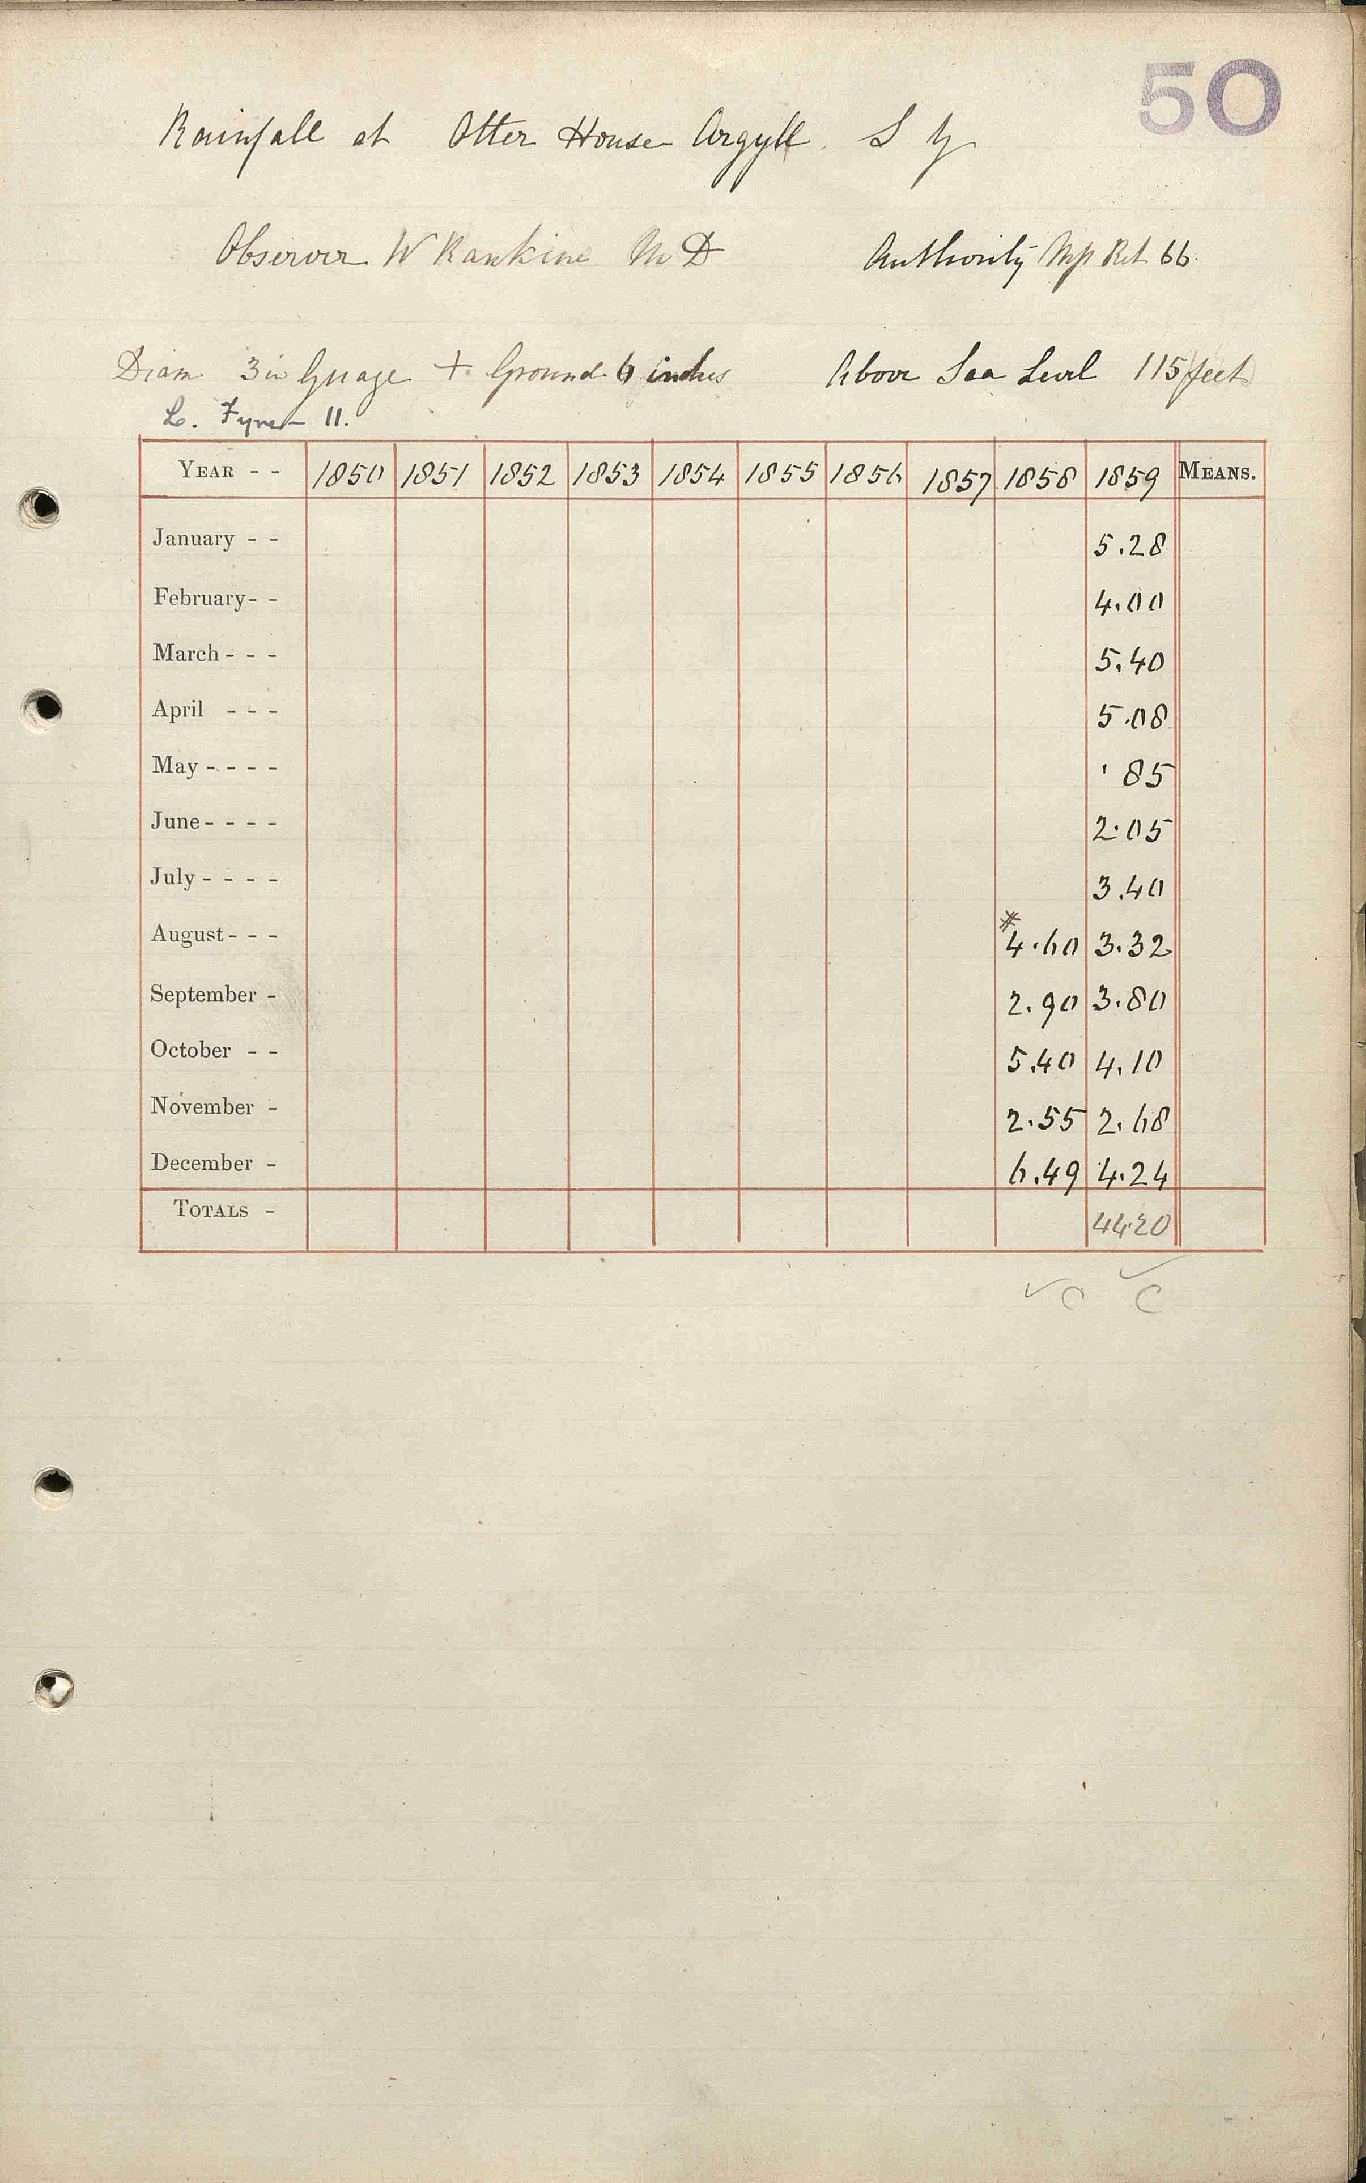 50
Rainfall at Otter House Argyll. S
Observer W Rankine M D Authority Ret 66.
Diam 3 in Guage + Ground 6 inches Above Sea Level 115 feet
L. Fyne 11.
YEAR - - 1850 1851 1852 1853 1854 1855 1856 1857 1858 1859 MEANS.
January - - 5.28
February - - 4.00
March - - - 5.40
April - - - 5.08
May - - - - .85
June - - - - 2.05
July - - - - 3.40
August - - - * 4.60 3.32
September - 2.90 3.80
October - - 5.40 4.10
November - 2.55 2.68
December - 6.49 4.24
TOTALS - 44.20
✓ C ✓ C